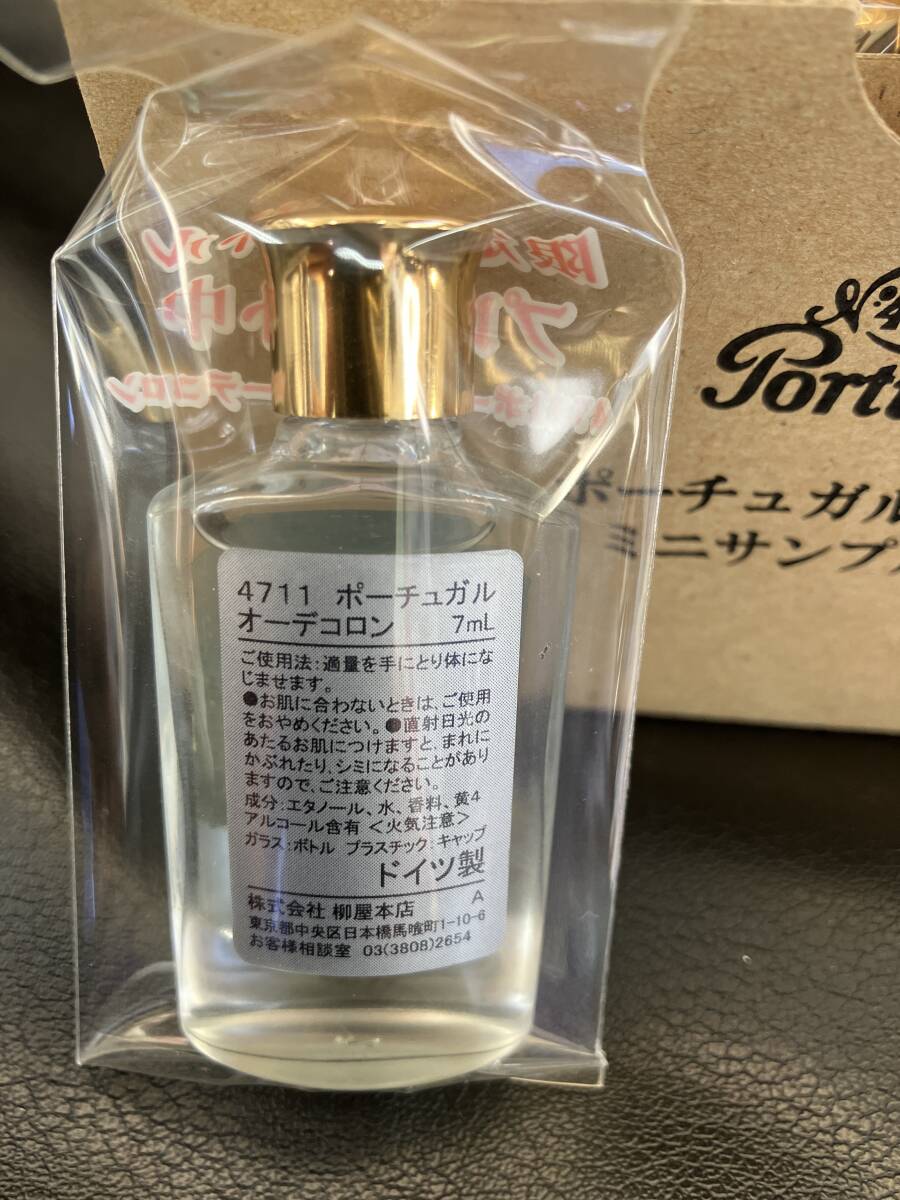 4711 ポーチュガル
オーデコロン 7mL
ご使用法:適量を手にとり体にな
じませます。
●お肌に合わないときは、ご使用
をおやめください。●直射日光の
あたるお肌につけますと、まれに
かぶれたり、シミになることがあり
ますので、ご注意ください。
成分:エタノール、水、香料、黄4
アルコール含有 <火気注意>
ガラス:ボトル プラスチック:キャップ
ドイツ製
株式会社 柳屋本店 A
東京都中央区日本橋馬喰町1-10-6
お客様相談室 03(3808)2654
ポーチュガル
ミニサンプ